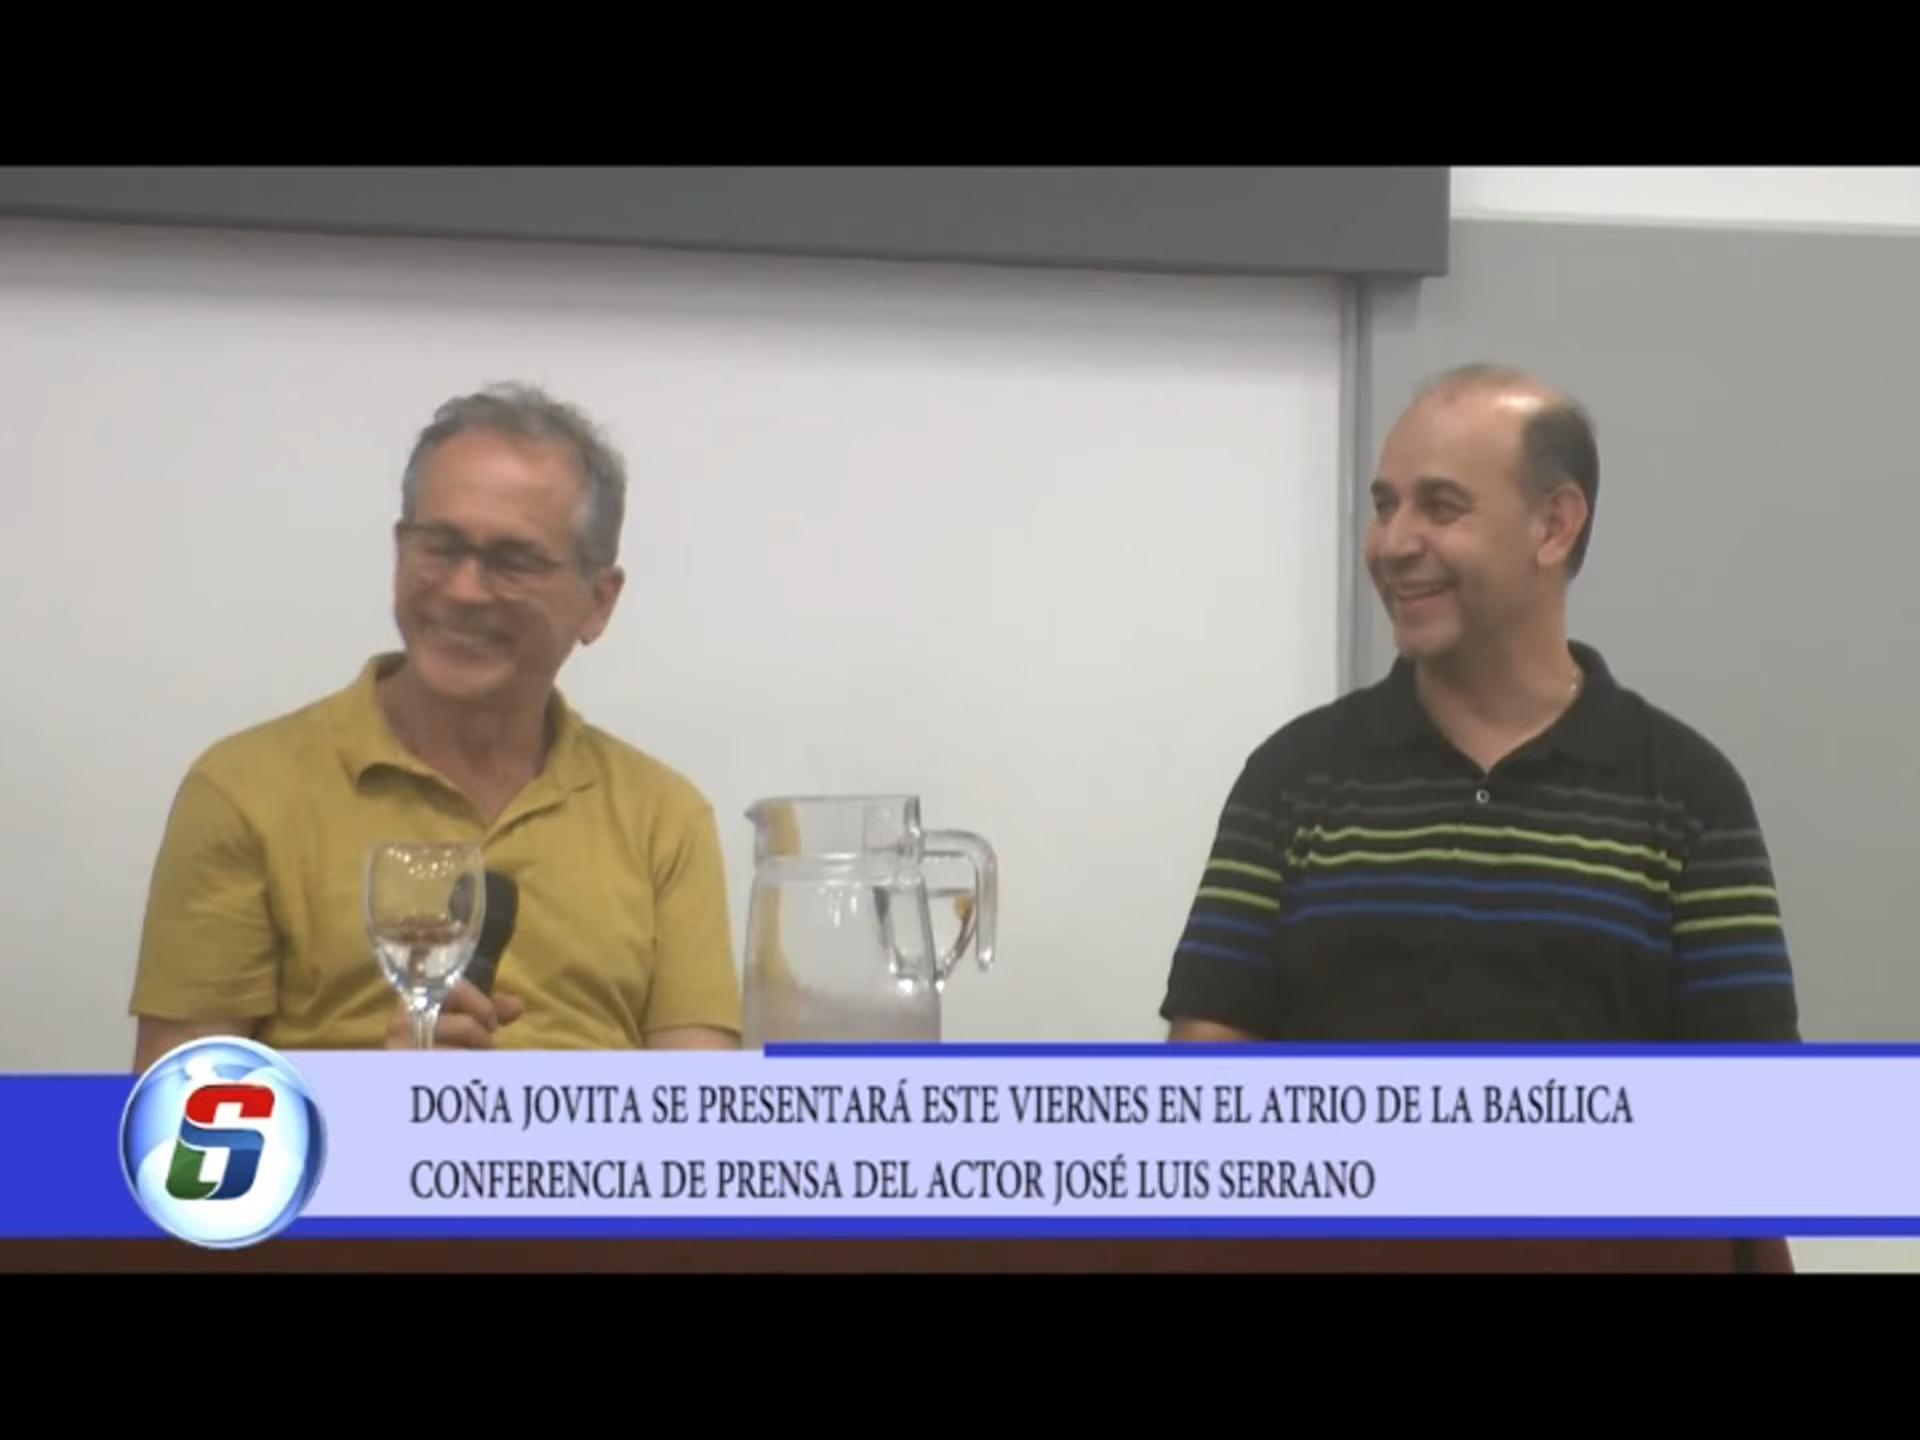 DOÑA JOVITA SE PRESENTARÁ ESTE VIERNES EN EL ATRIO DE LA BASÍLICA
CONFERENCIA DE PRENSA DEL ACTOR JOSÉ LUIS SERRANO